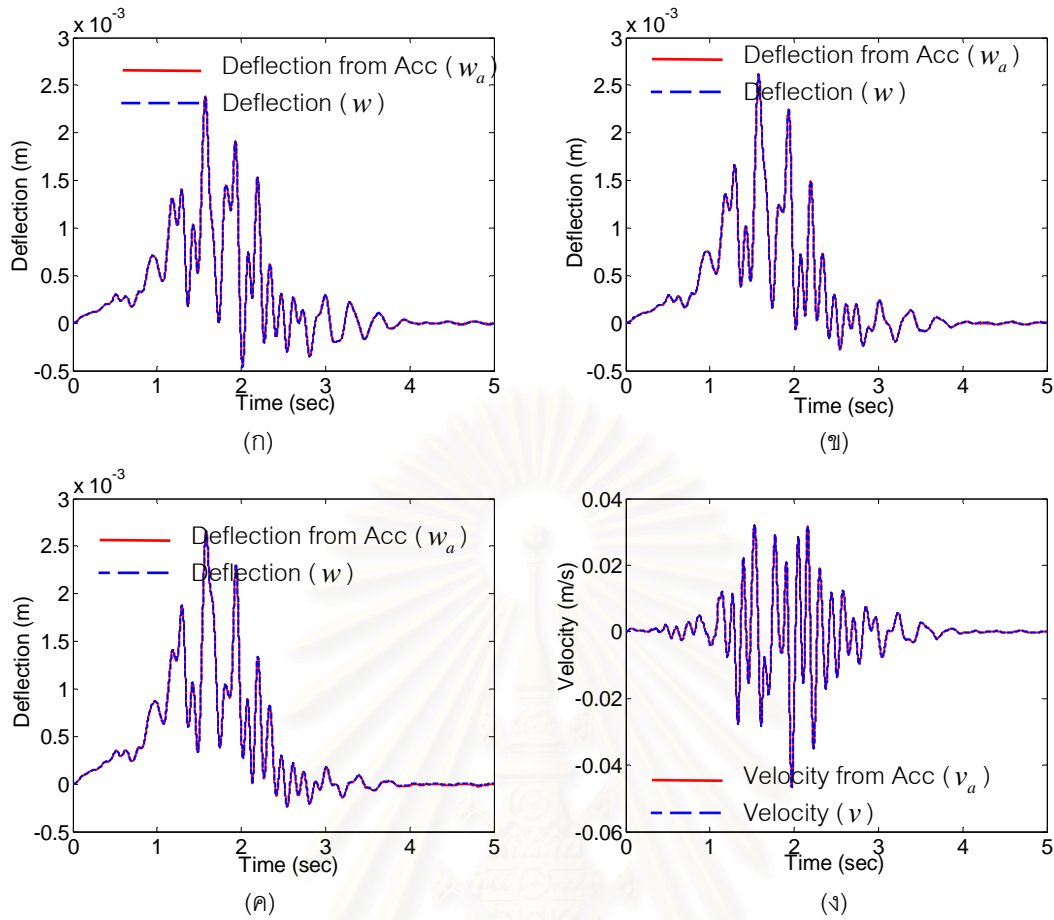 x 10⁻³
3
2.5
2
1.5
1
0.5
0
-0.5
0 1 2 3 4 5
Deflection (m)
Time (sec)
Deflection from Acc (wₐ)
Deflection (w)
(ก)
x 10⁻³
3
2.5
2
1.5
1
0.5
0
-0.5
0 1 2 3 4 5
Deflection (m)
Time (sec)
Deflection from Acc (wₐ)
Deflection (w)
(ข)
x 10⁻³
3
2.5
2
1.5
1
0.5
0
-0.5
0 1 2 3 4 5
Deflection (m)
Time (sec)
Deflection from Acc (wₐ)
Deflection (w)
(ค)
0.04
0.02
0
-0.02
-0.04
-0.06
0 1 2 3 4 5
Velocity (m/s)
Time (sec)
Velocity from Acc (vₐ)
Velocity (v)
(ง)